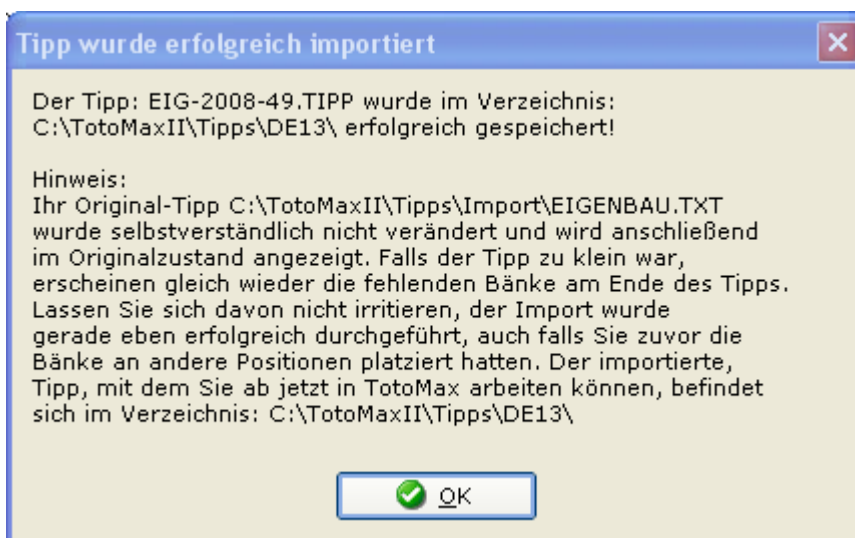 Tipp wurde erfolgreich importiert
Der Tipp: EIG-2008-49.TIPP wurde im Verzeichnis:
C:\TotoMaxII\Tipps\DE13\ erfolgreich gespeichert!
Hinweis:
Ihr Original-Tipp C:\TotoMaxII\Tipps\Import\EIGENBAU.TXT
wurde selbstverständlich nicht verändert und wird anschließend
im Originalzustand angezeigt. Falls der Tipp zu klein war,
erscheinen gleich wieder die fehlenden Bänke am Ende des Tipps.
Lassen Sie sich davon nicht irritieren, der Import wurde
gerade eben erfolgreich durchgeführt, auch falls Sie zuvor die
Bänke an andere Positionen platziert hatten. Der importierte,
Tipp, mit dem Sie ab jetzt in TotoMax arbeiten können, befindet
sich im Verzeichnis: C:\TotoMaxII\Tipps\DE13\
OK